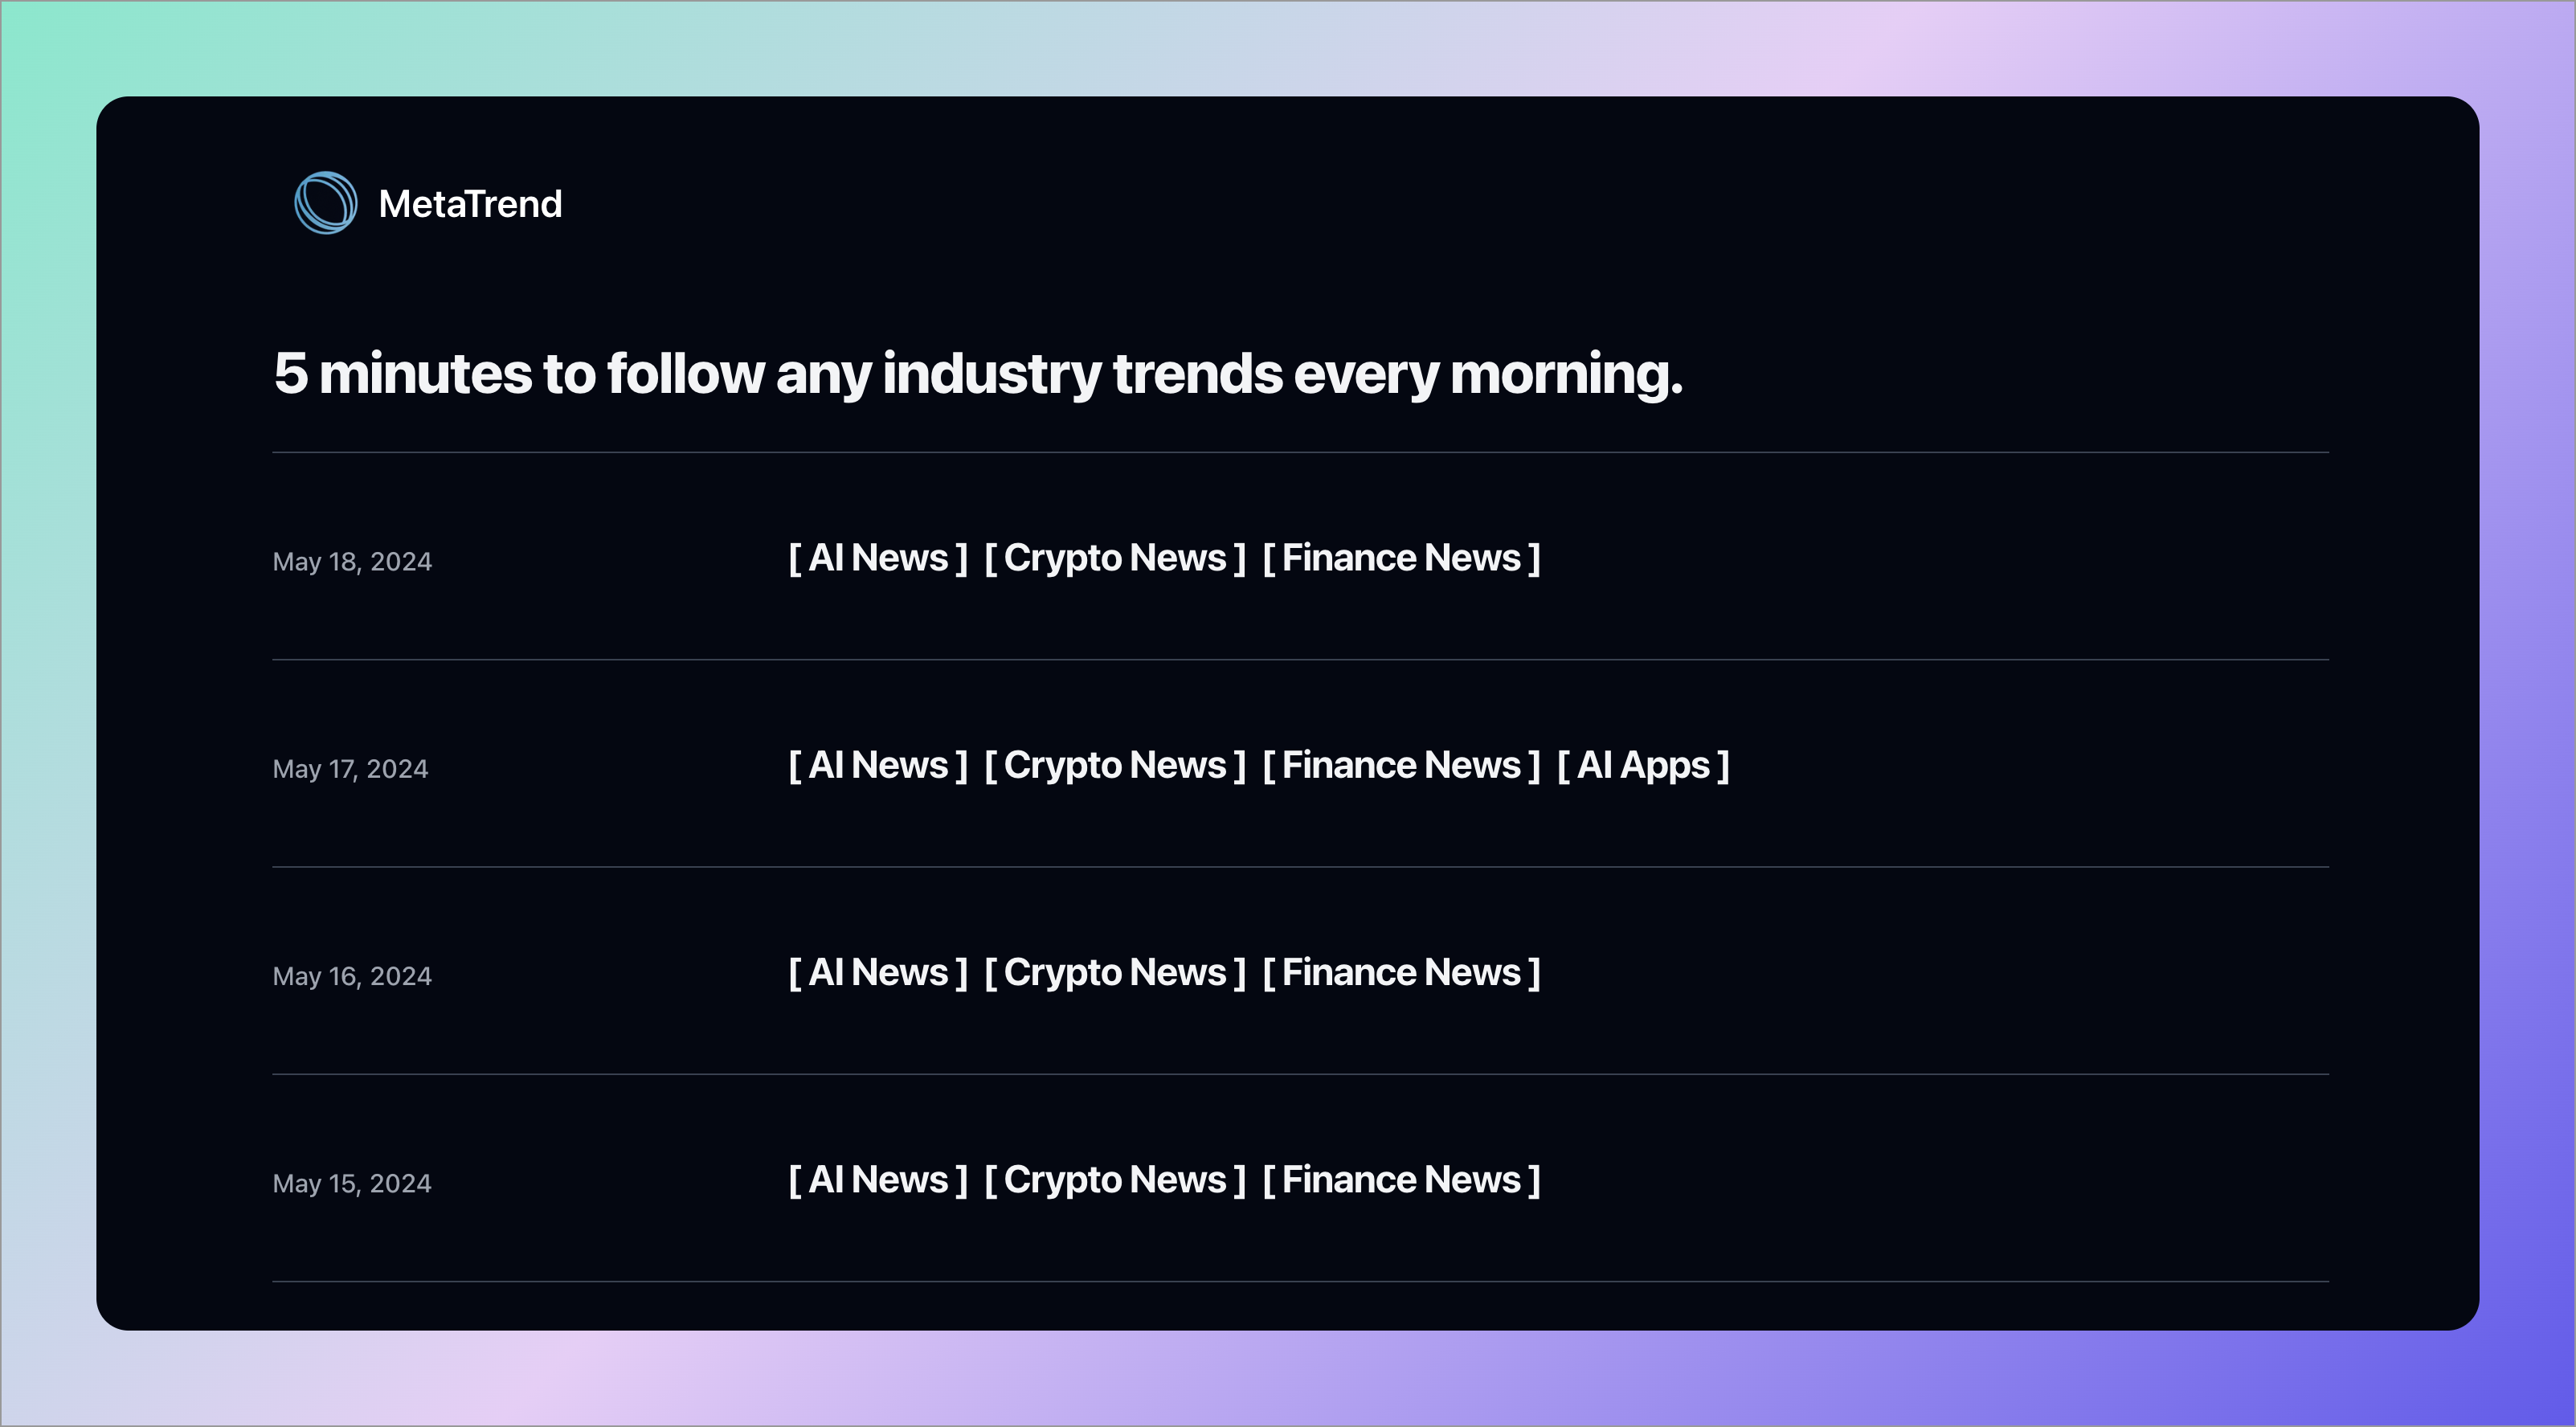 MetaTrend
5 minutes to follow any industry trends every morning.
May 18, 2024 [ AI News ] [ Crypto News ] [ Finance News ]
May 17, 2024 [ AI News ] [ Crypto News ] [ Finance News ] [ AI Apps ]
May 16, 2024 [ AI News ] [ Crypto News ] [ Finance News ]
May 15, 2024 [ AI News ] [ Crypto News ] [ Finance News ]